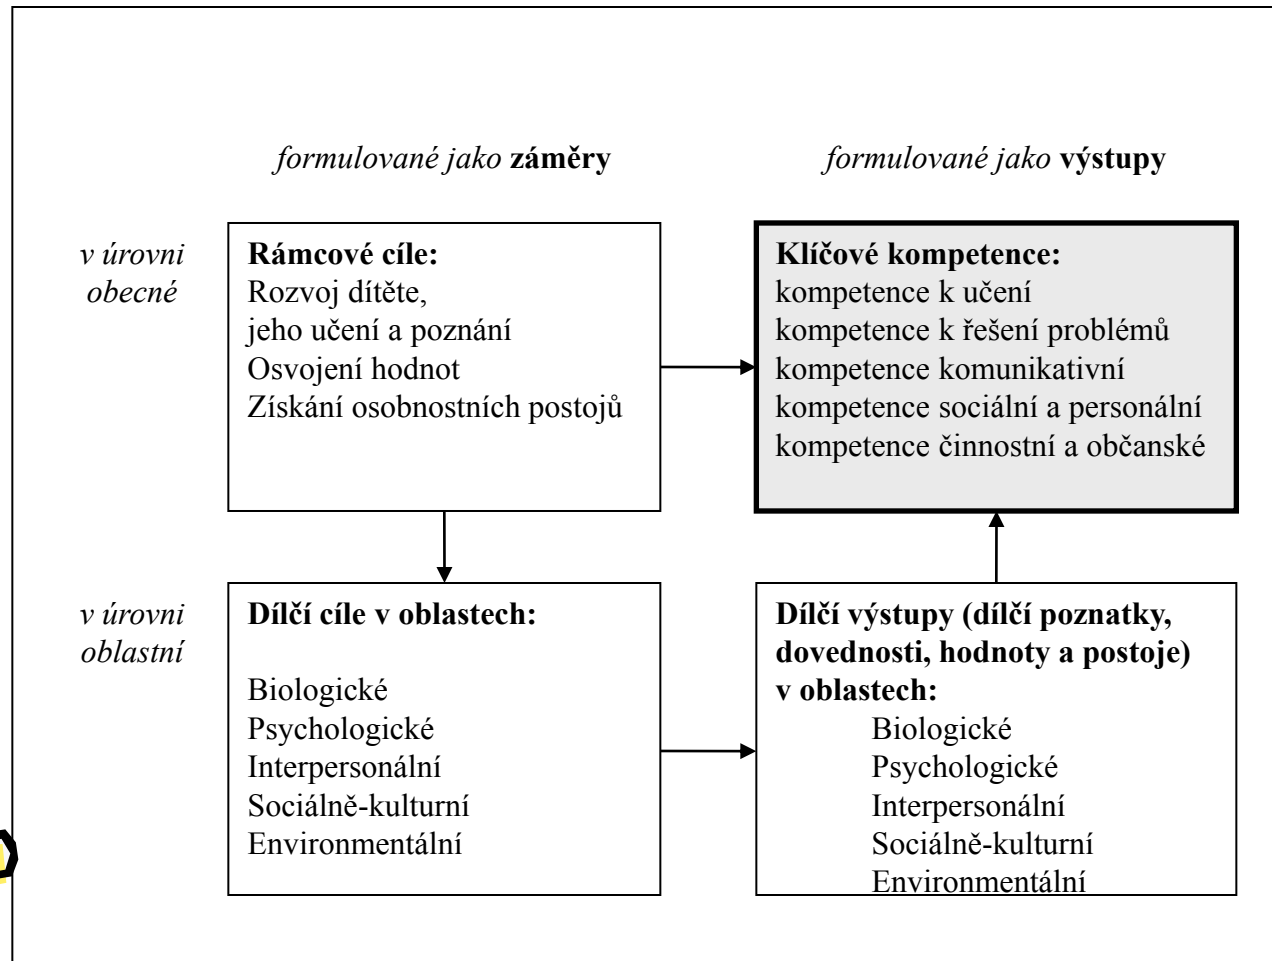 formulované jako záměry
formulované jako výstupy
v úrovni
obecné
Rámcové cíle:
Rozvoj dítěte,
jeho učení a poznání
Osvojení hodnot
Získání osobnostních postojů
Klíčové kompetence:
kompetence k učení
kompetence k řešení problémů
kompetence komunikativní
kompetence sociální a personální
kompetence činnostní a občanské
v úrovni
oblastní
Dílčí cíle v oblastech:
Biologické
Psychologické
Interpersonální
Sociálně-kulturní
Environmentální
Dílčí výstupy (dílčí poznatky,
dovednosti, hodnoty a postoje)
v oblastech:
Biologické
Psychologické
Interpersonální
Sociálně-kulturní
Environmentální